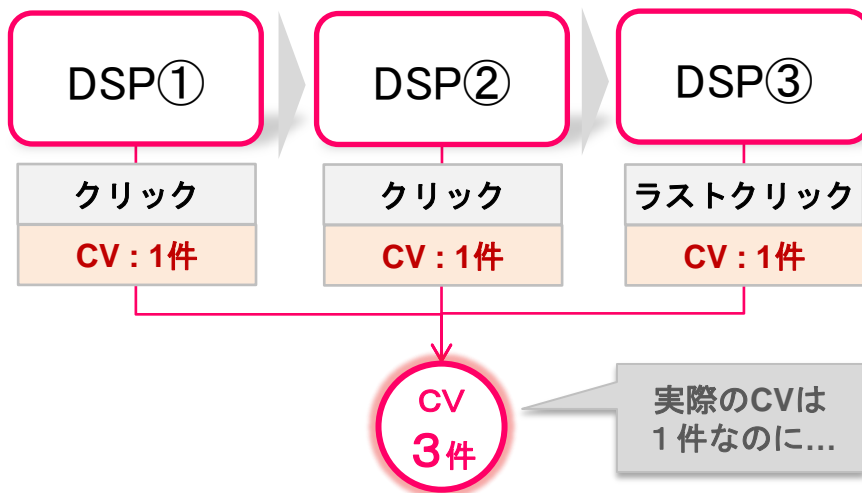 DSP①
DSP②
DSP③
クリック
クリック
ラストクリック
CV : 1件
CV : 1件
CV : 1件
CV
3件
実際のCVは
１件なのに...